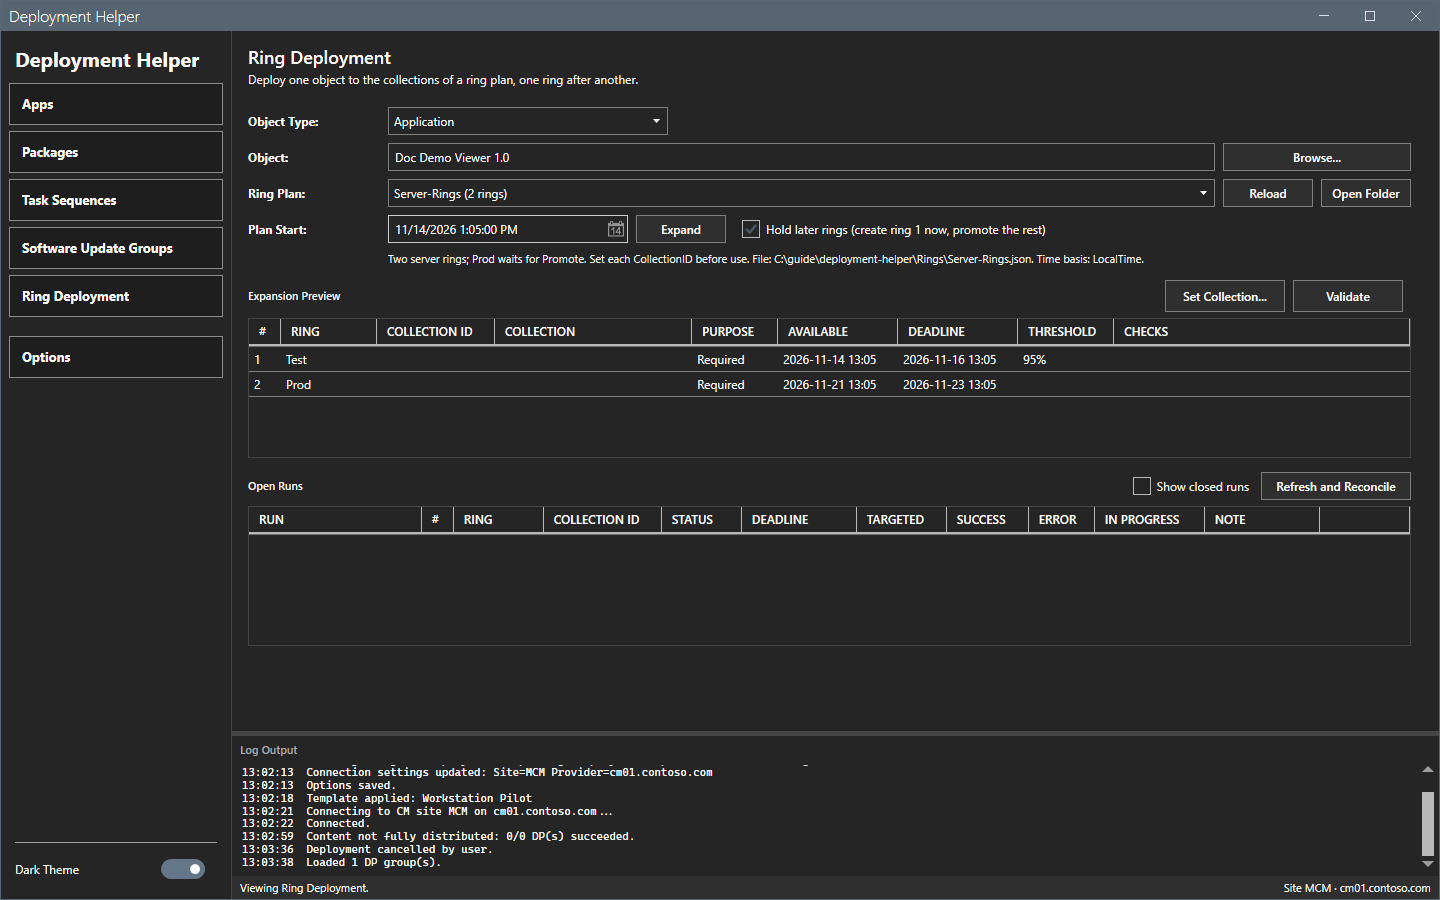 Deployment Helper
Deployment Helper
Apps
Packages
Task Sequences
Software Update Groups
Ring Deployment
Options
Dark Theme
Ring Deployment
Deploy one object to the collections of a ring plan, one ring after another.
Object Type: Application
Object: Doc Demo Viewer 1.0 Browse...
Ring Plan: Server-Rings (2 rings) Reload Open Folder
Plan Start: 11/14/2026 1:05:00 PM 14 Expand Hold later rings (create ring 1 now, promote the rest)
Two server rings; Prod waits for Promote. Set each CollectionID before use. File: C:\guide\deployment-helper\Rings\Server-Rings.json. Time basis: LocalTime.
Expansion Preview Set Collection... Validate
# RING COLLECTION ID COLLECTION PURPOSE AVAILABLE DEADLINE THRESHOLD CHECKS
1 Test Required 2026-11-14 13:05 2026-11-16 13:05 95%
2 Prod Required 2026-11-21 13:05 2026-11-23 13:05
Open Runs Show closed runs Refresh and Reconcile
RUN # RING COLLECTION ID STATUS DEADLINE TARGETED SUCCESS ERROR IN PROGRESS NOTE
Log Output
13:02:13 Connection settings updated: Site=MCM Provider=cm01.contoso.com
13:02:13 Options saved.
13:02:18 Template applied: Workstation Pilot
13:02:21 Connecting to CM site MCM on cm01.contoso.com...
13:02:22 Connected.
13:02:59 Content not fully distributed: 0/0 DP(s) succeeded.
13:03:36 Deployment cancelled by user.
13:03:38 Loaded 1 DP group(s).
Viewing Ring Deployment. Site MCM · cm01.contoso.com